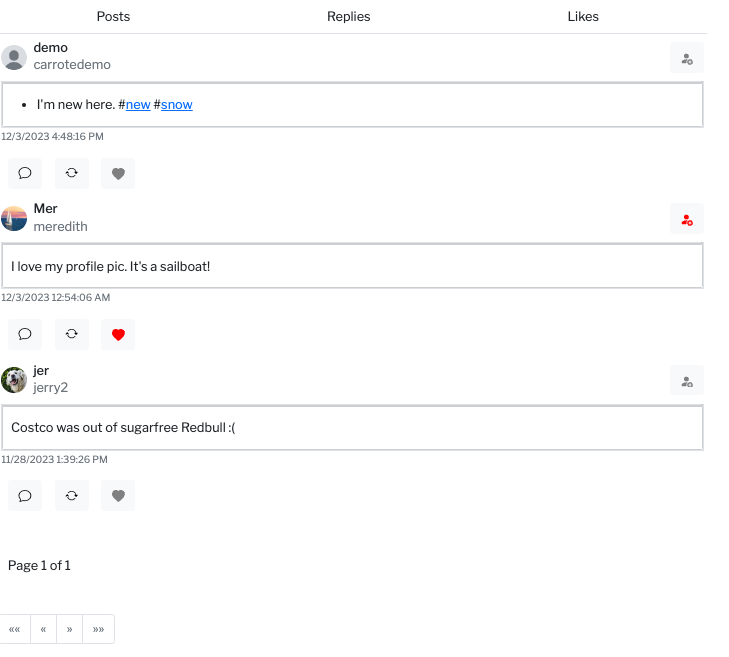 Posts Replies Likes
demo
carrotedemo
• I'm new here. #new #snow
12/3/2023 4:48:16 PM
Mer
meredith
I love my profile pic. It's a sailboat!
12/3/2023 12:54:06 AM
jer
jerry2
Costco was out of sugarfree Redbull :(
11/28/2023 1:39:26 PM
Page 1 of 1
«« « » »»